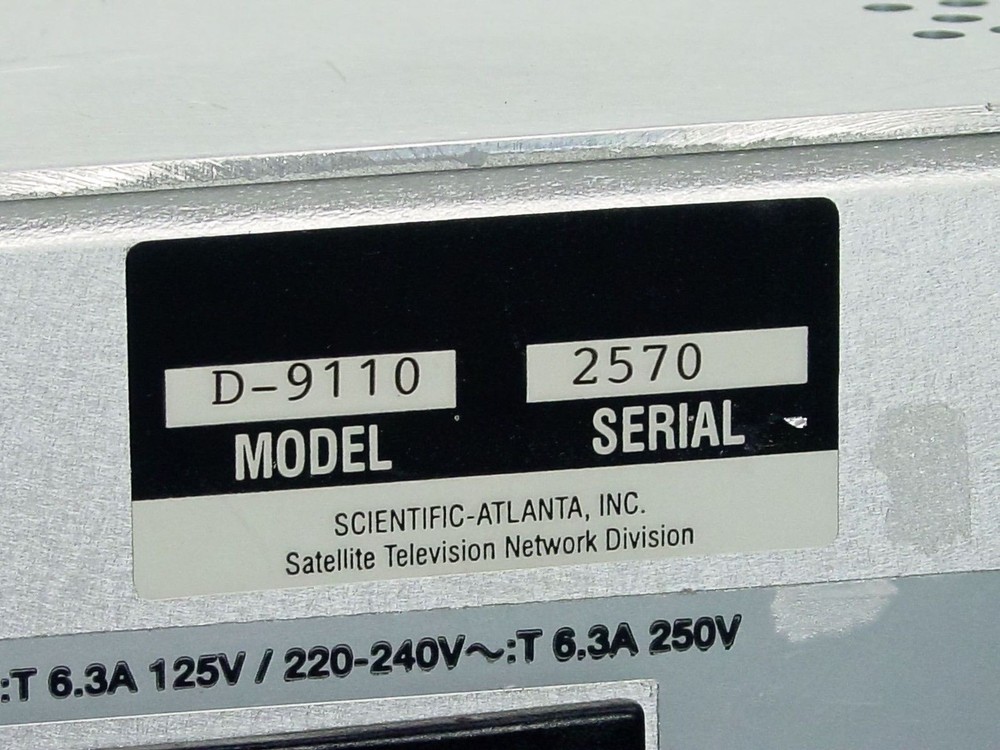 D-9110 2570
MODEL SERIAL
SCIENTIFIC-ATLANTA, INC.
Satellite Television Network Division
:T 6.3A 125V / 220-240V~:T 6.3A 250V